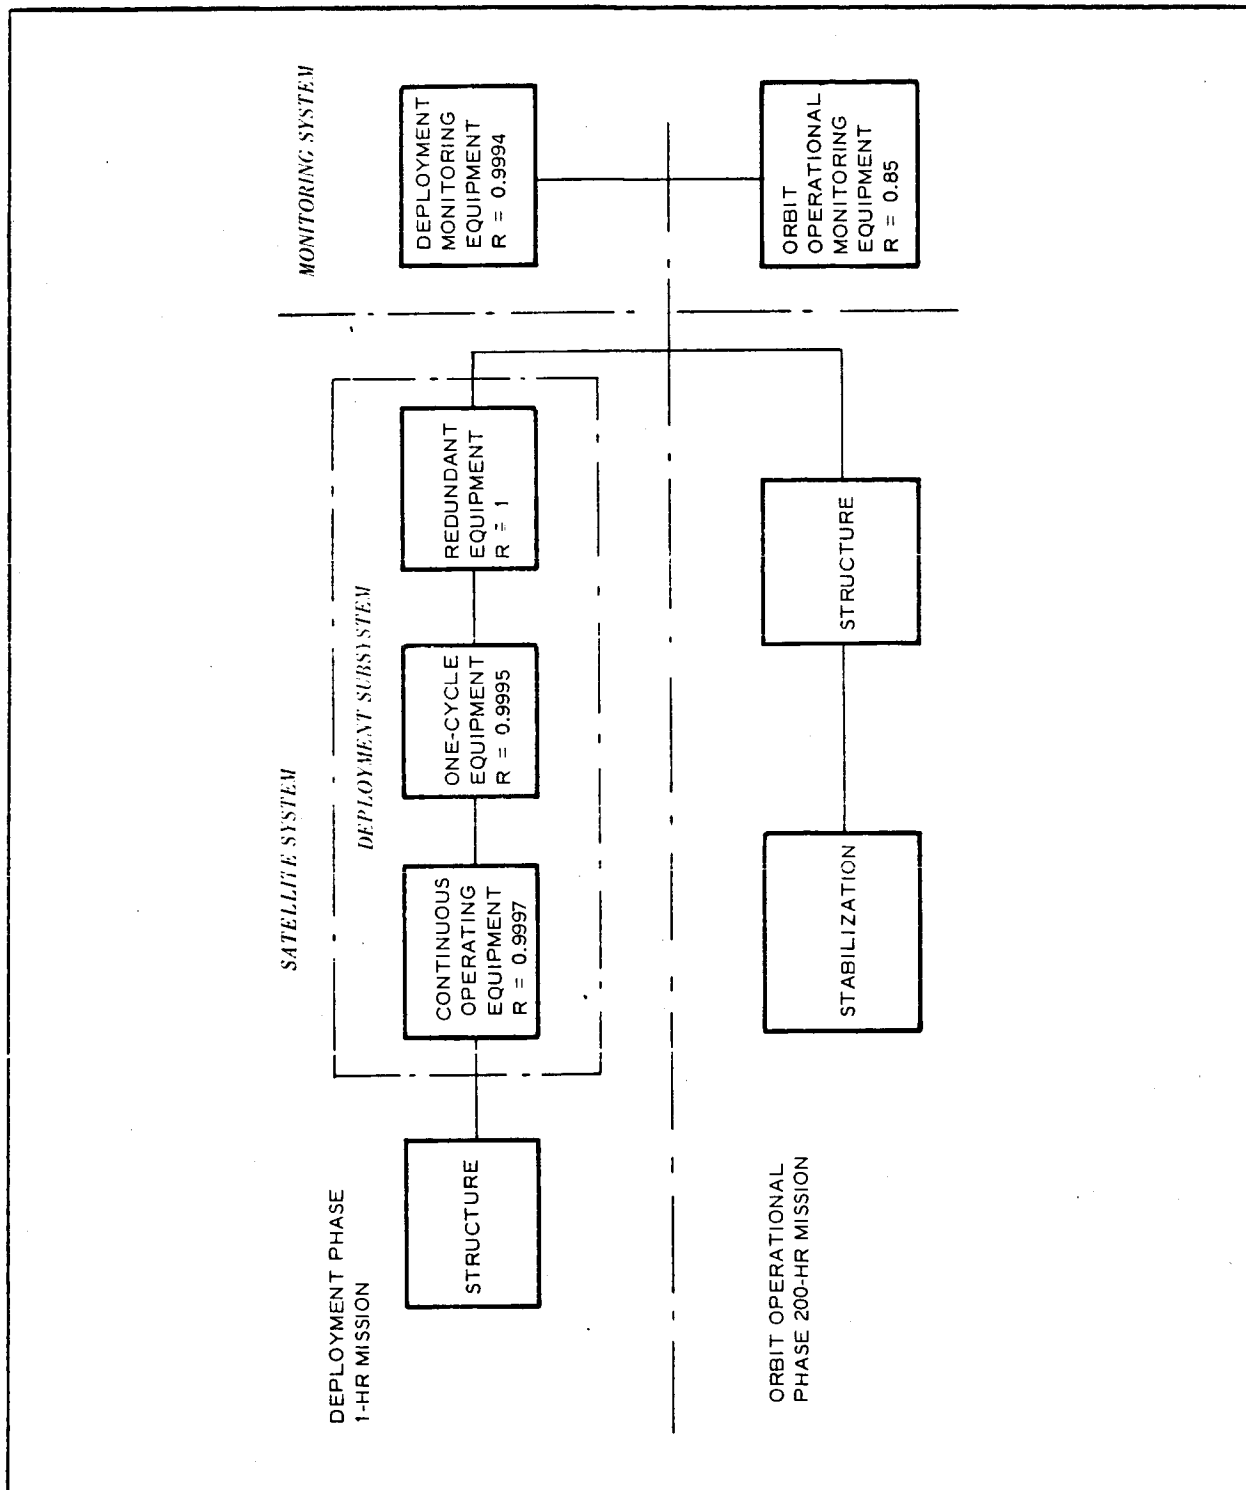 SATELLITE SYSTEM
MONITORING SYSTEM
DEPLOYMENT PHASE
1-HR MISSION
DEPLOYMENT SUBSYSTEM
STRUCTURE
CONTINUOUS
OPERATING
EQUIPMENT
R = 0.9997
ONE-CYCLE
EQUIPMENT
R = 0.9995
REDUNDANT
EQUIPMENT
R = 1
DEPLOYMENT
MONITORING
EQUIPMENT
R = 0.9994
ORBIT OPERATIONAL
PHASE 200-HR MISSION
STABILIZATION
STRUCTURE
ORBIT
OPERATIONAL
MONITORING
EQUIPMENT
R = 0.85